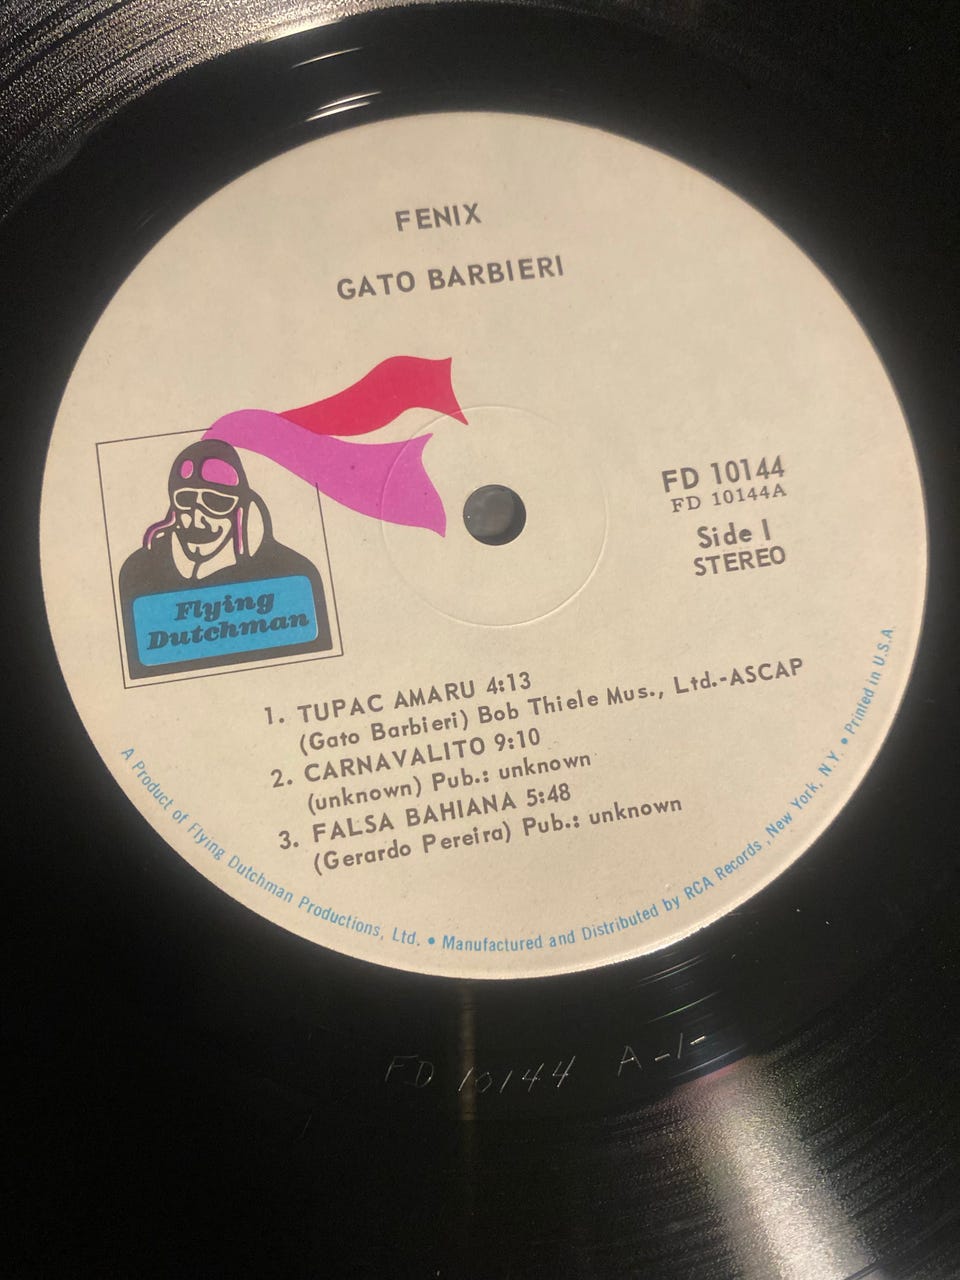 FENIX
GATO BARBIERI
FD 10144
FD 10144A
Side 1
STEREO
Flying
Dutchman
1. TUPAC AMARU 4:13
(Gato Barbieri) Bob Thiele Mus., Ltd.-ASCAP
2. CARNAVALITO 9:10
(unknown) Pub.: unknown
3. FALSA BAHIANA 5:48
(Gerardo Pereira) Pub.: unknown
A Product of Flying Dutchman Productions, Ltd. • Manufactured and Distributed by RCA Records, New York, N.Y. • Printed in U.S.A.
FD 10144 A-1-